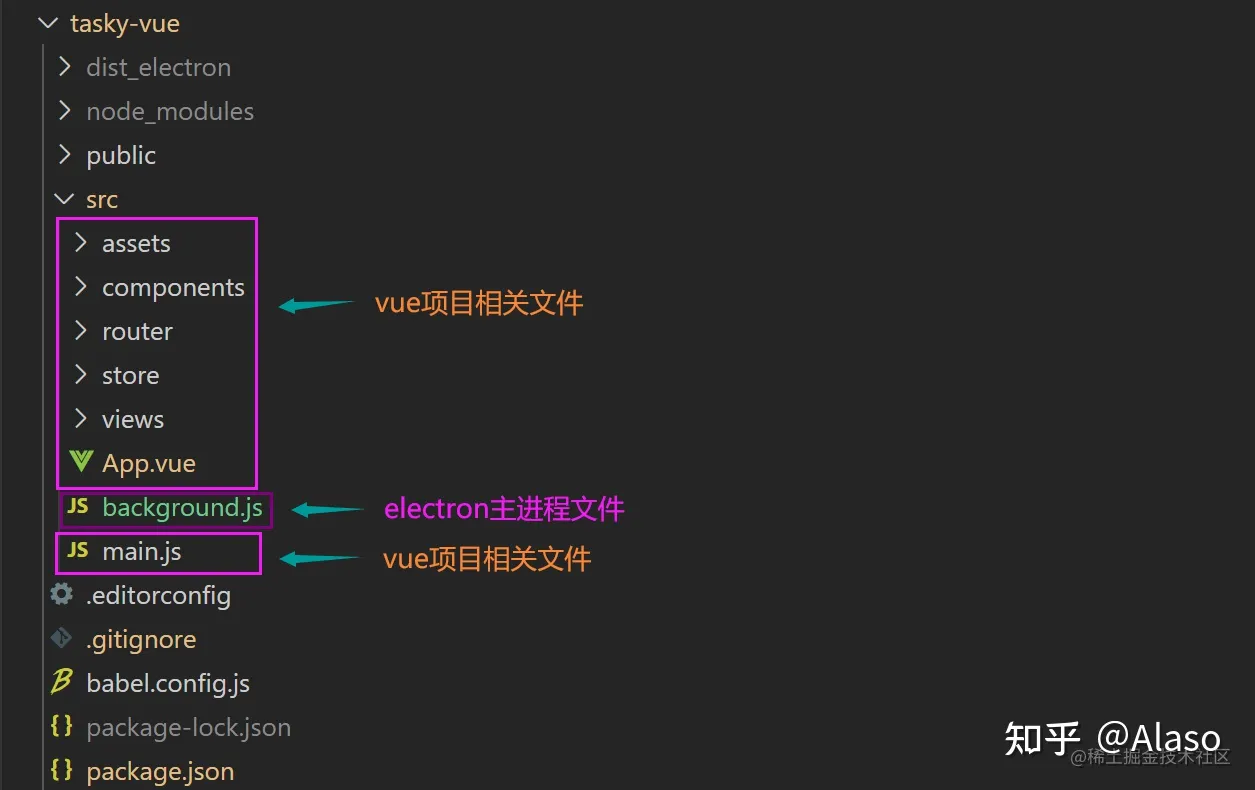 tasky-vue
dist_electron
node_modules
public
src
assets
components
vue项目相关文件
router
store
views
App.vue
JS background.js
electron主进程文件
JS main.js
vue项目相关文件
.editorconfig
.gitignore
babel.config.js
{} package-lock.json
{} package.json
知乎 @Alaso
@稀土掘金技术社区